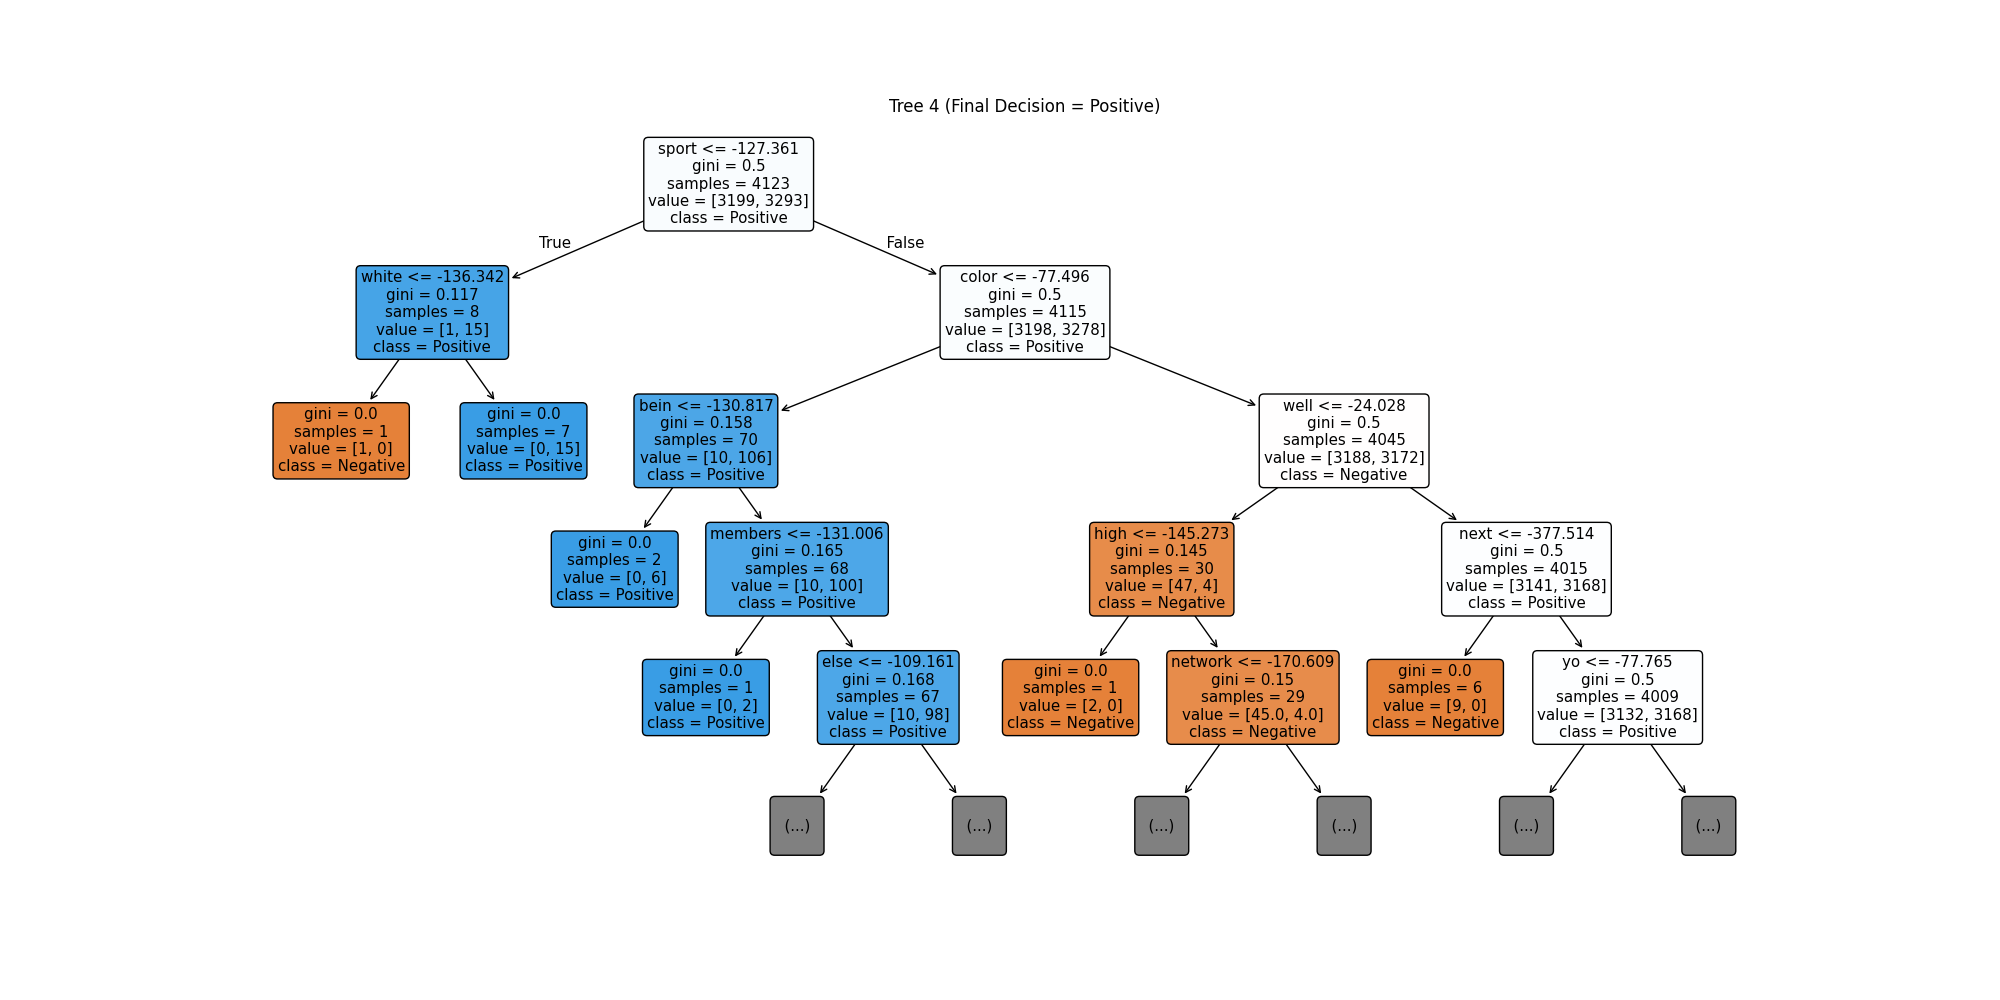 Tree 4 (Final Decision = Positive)
sport <= -127.361
gini = 0.5
samples = 4123
value = [3199, 3293]
class = Positive
True
False
white <= -136.342
gini = 0.117
samples = 8
value = [1, 15]
class = Positive
color <= -77.496
gini = 0.5
samples = 4115
value = [3198, 3278]
class = Positive
gini = 0.0
samples = 1
value = [1, 0]
class = Negative
gini = 0.0
samples = 7
value = [0, 15]
class = Positive
bein <= -130.817
gini = 0.158
samples = 70
value = [10, 106]
class = Positive
well <= -24.028
gini = 0.5
samples = 4045
value = [3188, 3172]
class = Negative
gini = 0.0
samples = 2
value = [0, 6]
class = Positive
members <= -131.006
gini = 0.165
samples = 68
value = [10, 100]
class = Positive
high <= -145.273
gini = 0.145
samples = 30
value = [47, 4]
class = Negative
next <= -377.514
gini = 0.5
samples = 4015
value = [3141, 3168]
class = Positive
gini = 0.0
samples = 1
value = [0, 2]
class = Positive
else <= -109.161
gini = 0.168
samples = 67
value = [10, 98]
class = Positive
gini = 0.0
samples = 1
value = [2, 0]
class = Negative
network <= -170.609
gini = 0.15
samples = 29
value = [45.0, 4.0]
class = Negative
gini = 0.0
samples = 6
value = [9, 0]
class = Negative
yo <= -77.765
gini = 0.5
samples = 4009
value = [3132, 3168]
class = Positive
(...)
(...)
(...)
(...)
(...)
(...)